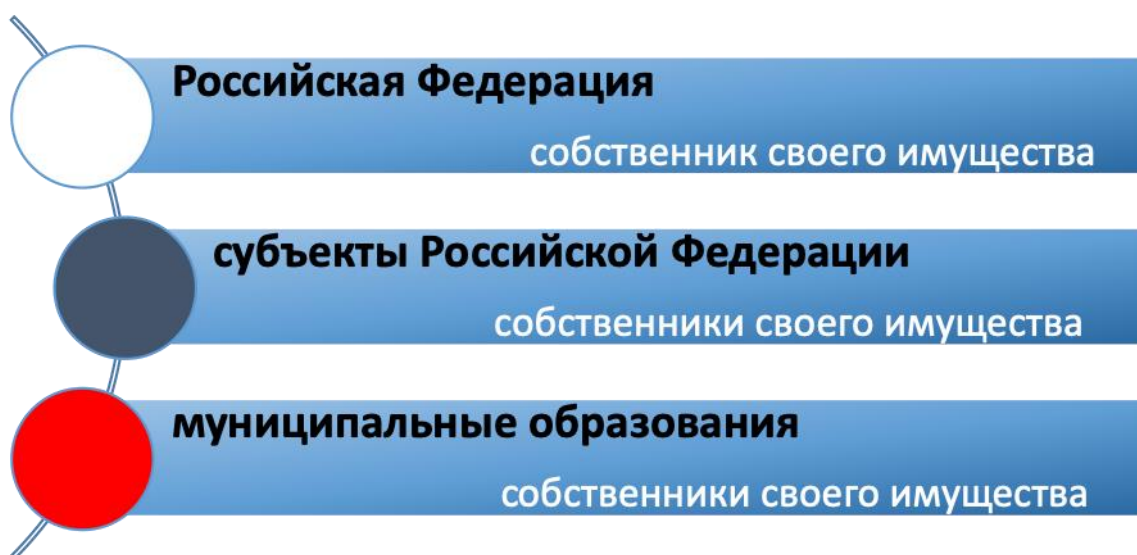 Российская Федерация
собственник своего имущества
субъекты Российской Федерации
собственники своего имущества
муниципальные образования
собственники своего имущества